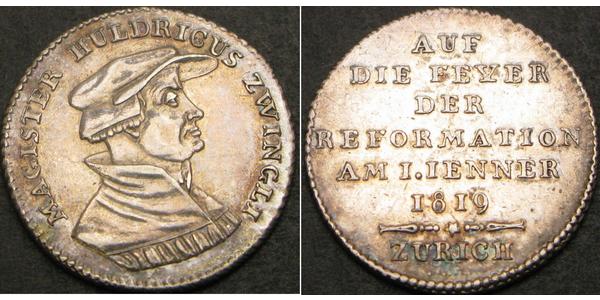 MAGISTER HULDRICUS ZWINGLI
AUF
DIE FEYER
DER
REFORMATION
AM I. IENNER
1819
ZURICH